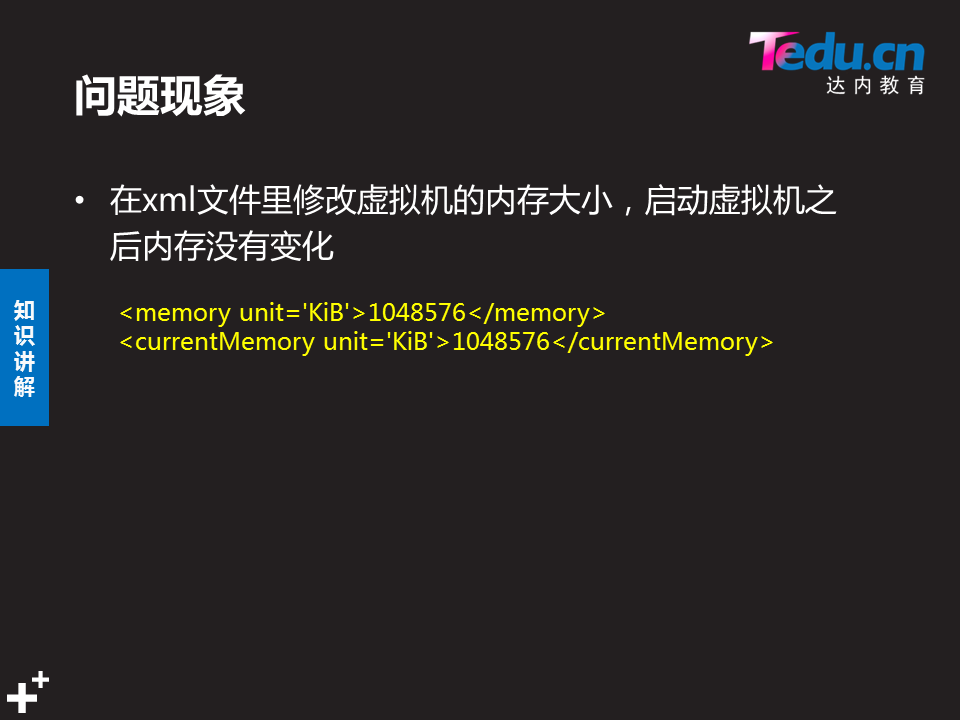 Tedu.cn
达内教育
问题现象
• 在xml文件里修改虚拟机的内存大小，启动虚拟机之
后内存没有变化
<memory unit='KiB'>1048576</memory>
<currentMemory unit='KiB'>1048576</currentMemory>
知
识
讲
解